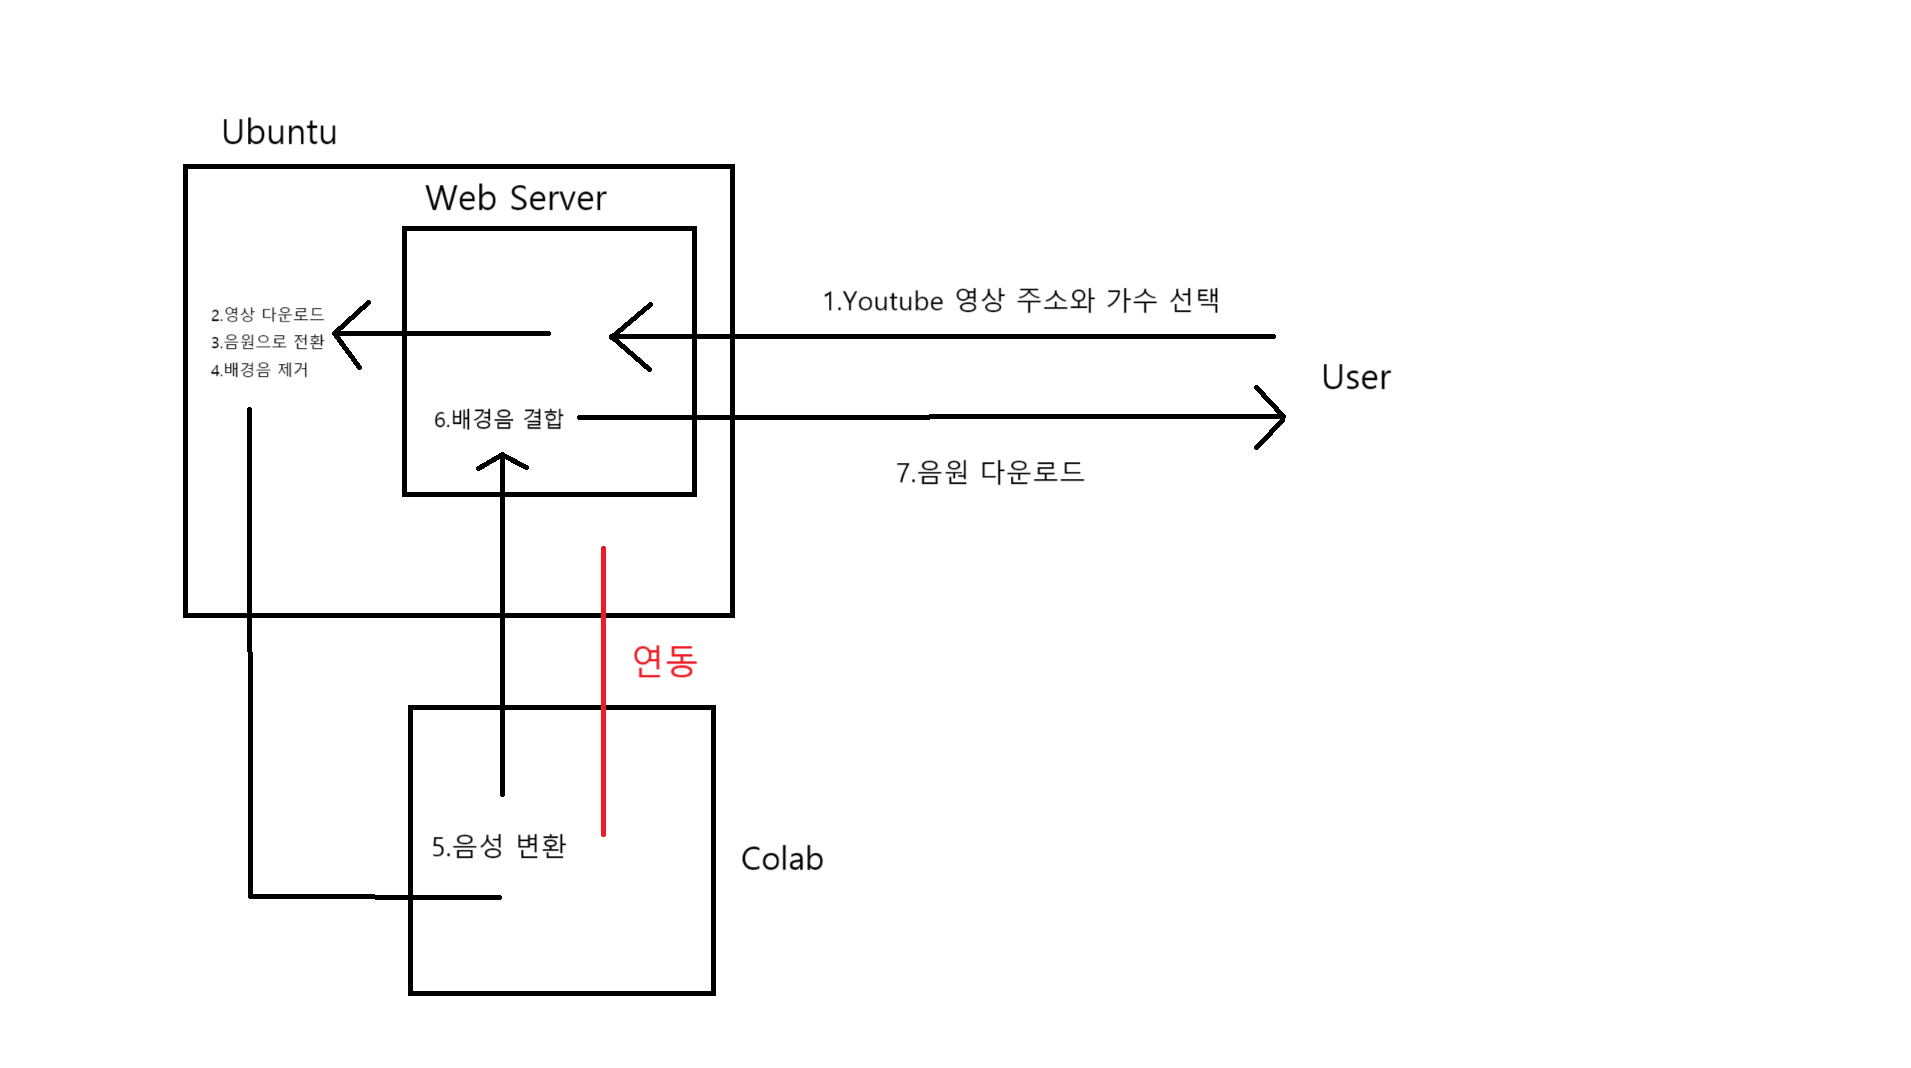 Ubuntu
Web Server
1.Youtube 영상 주소와 가수 선택
2.영상 다운로드
3.음원으로 전환
4.배경음 제거
User
6.배경음 결합
7.음원 다운로드
연동
5.음성 변환
Colab